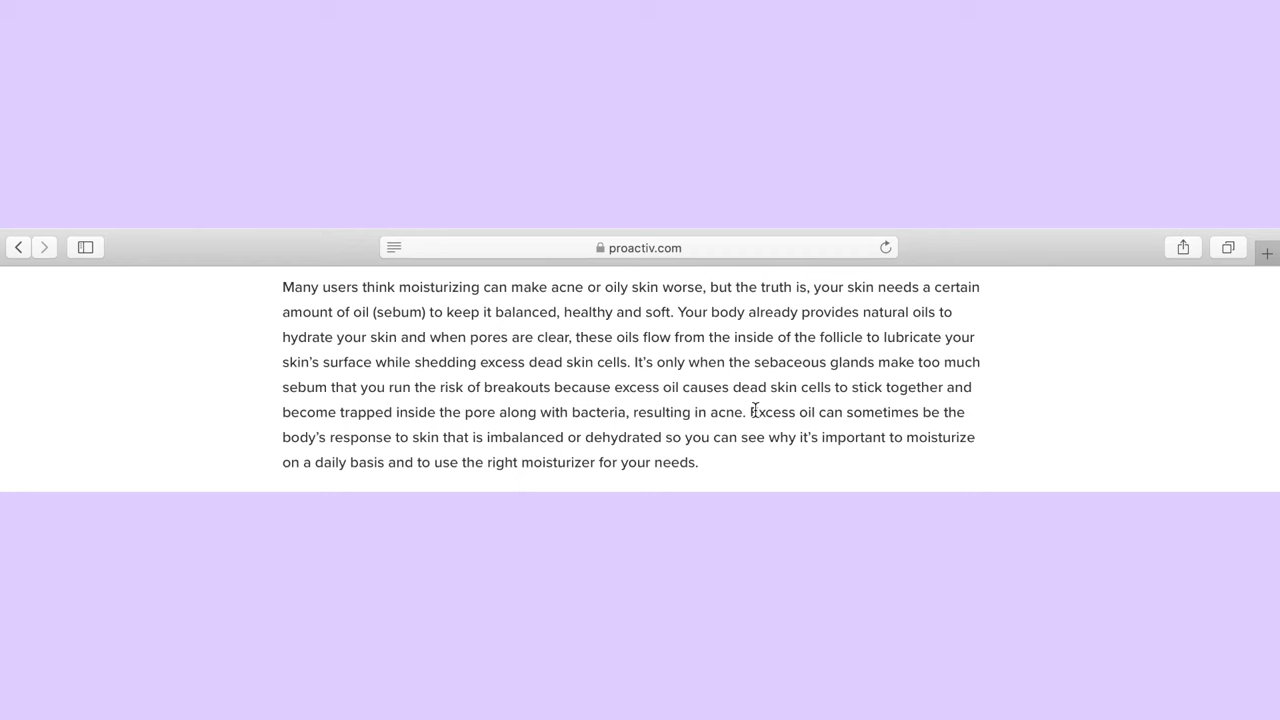 proactiv.com
Many users think moisturizing can make acne or oily skin worse, but the truth is, your skin needs a certain
amount of oil (sebum) to keep it balanced, healthy and soft. Your body already provides natural oils to
hydrate your skin and when pores are clear, these oils flow from the inside of the follicle to lubricate your
skin’s surface while shedding excess dead skin cells. It’s only when the sebaceous glands make too much
sebum that you run the risk of breakouts because excess oil causes dead skin cells to stick together and
become trapped inside the pore along with bacteria, resulting in acne. Excess oil can sometimes be the
body’s response to skin that is imbalanced or dehydrated so you can see why it’s important to moisturize
on a daily basis and to use the right moisturizer for your needs.